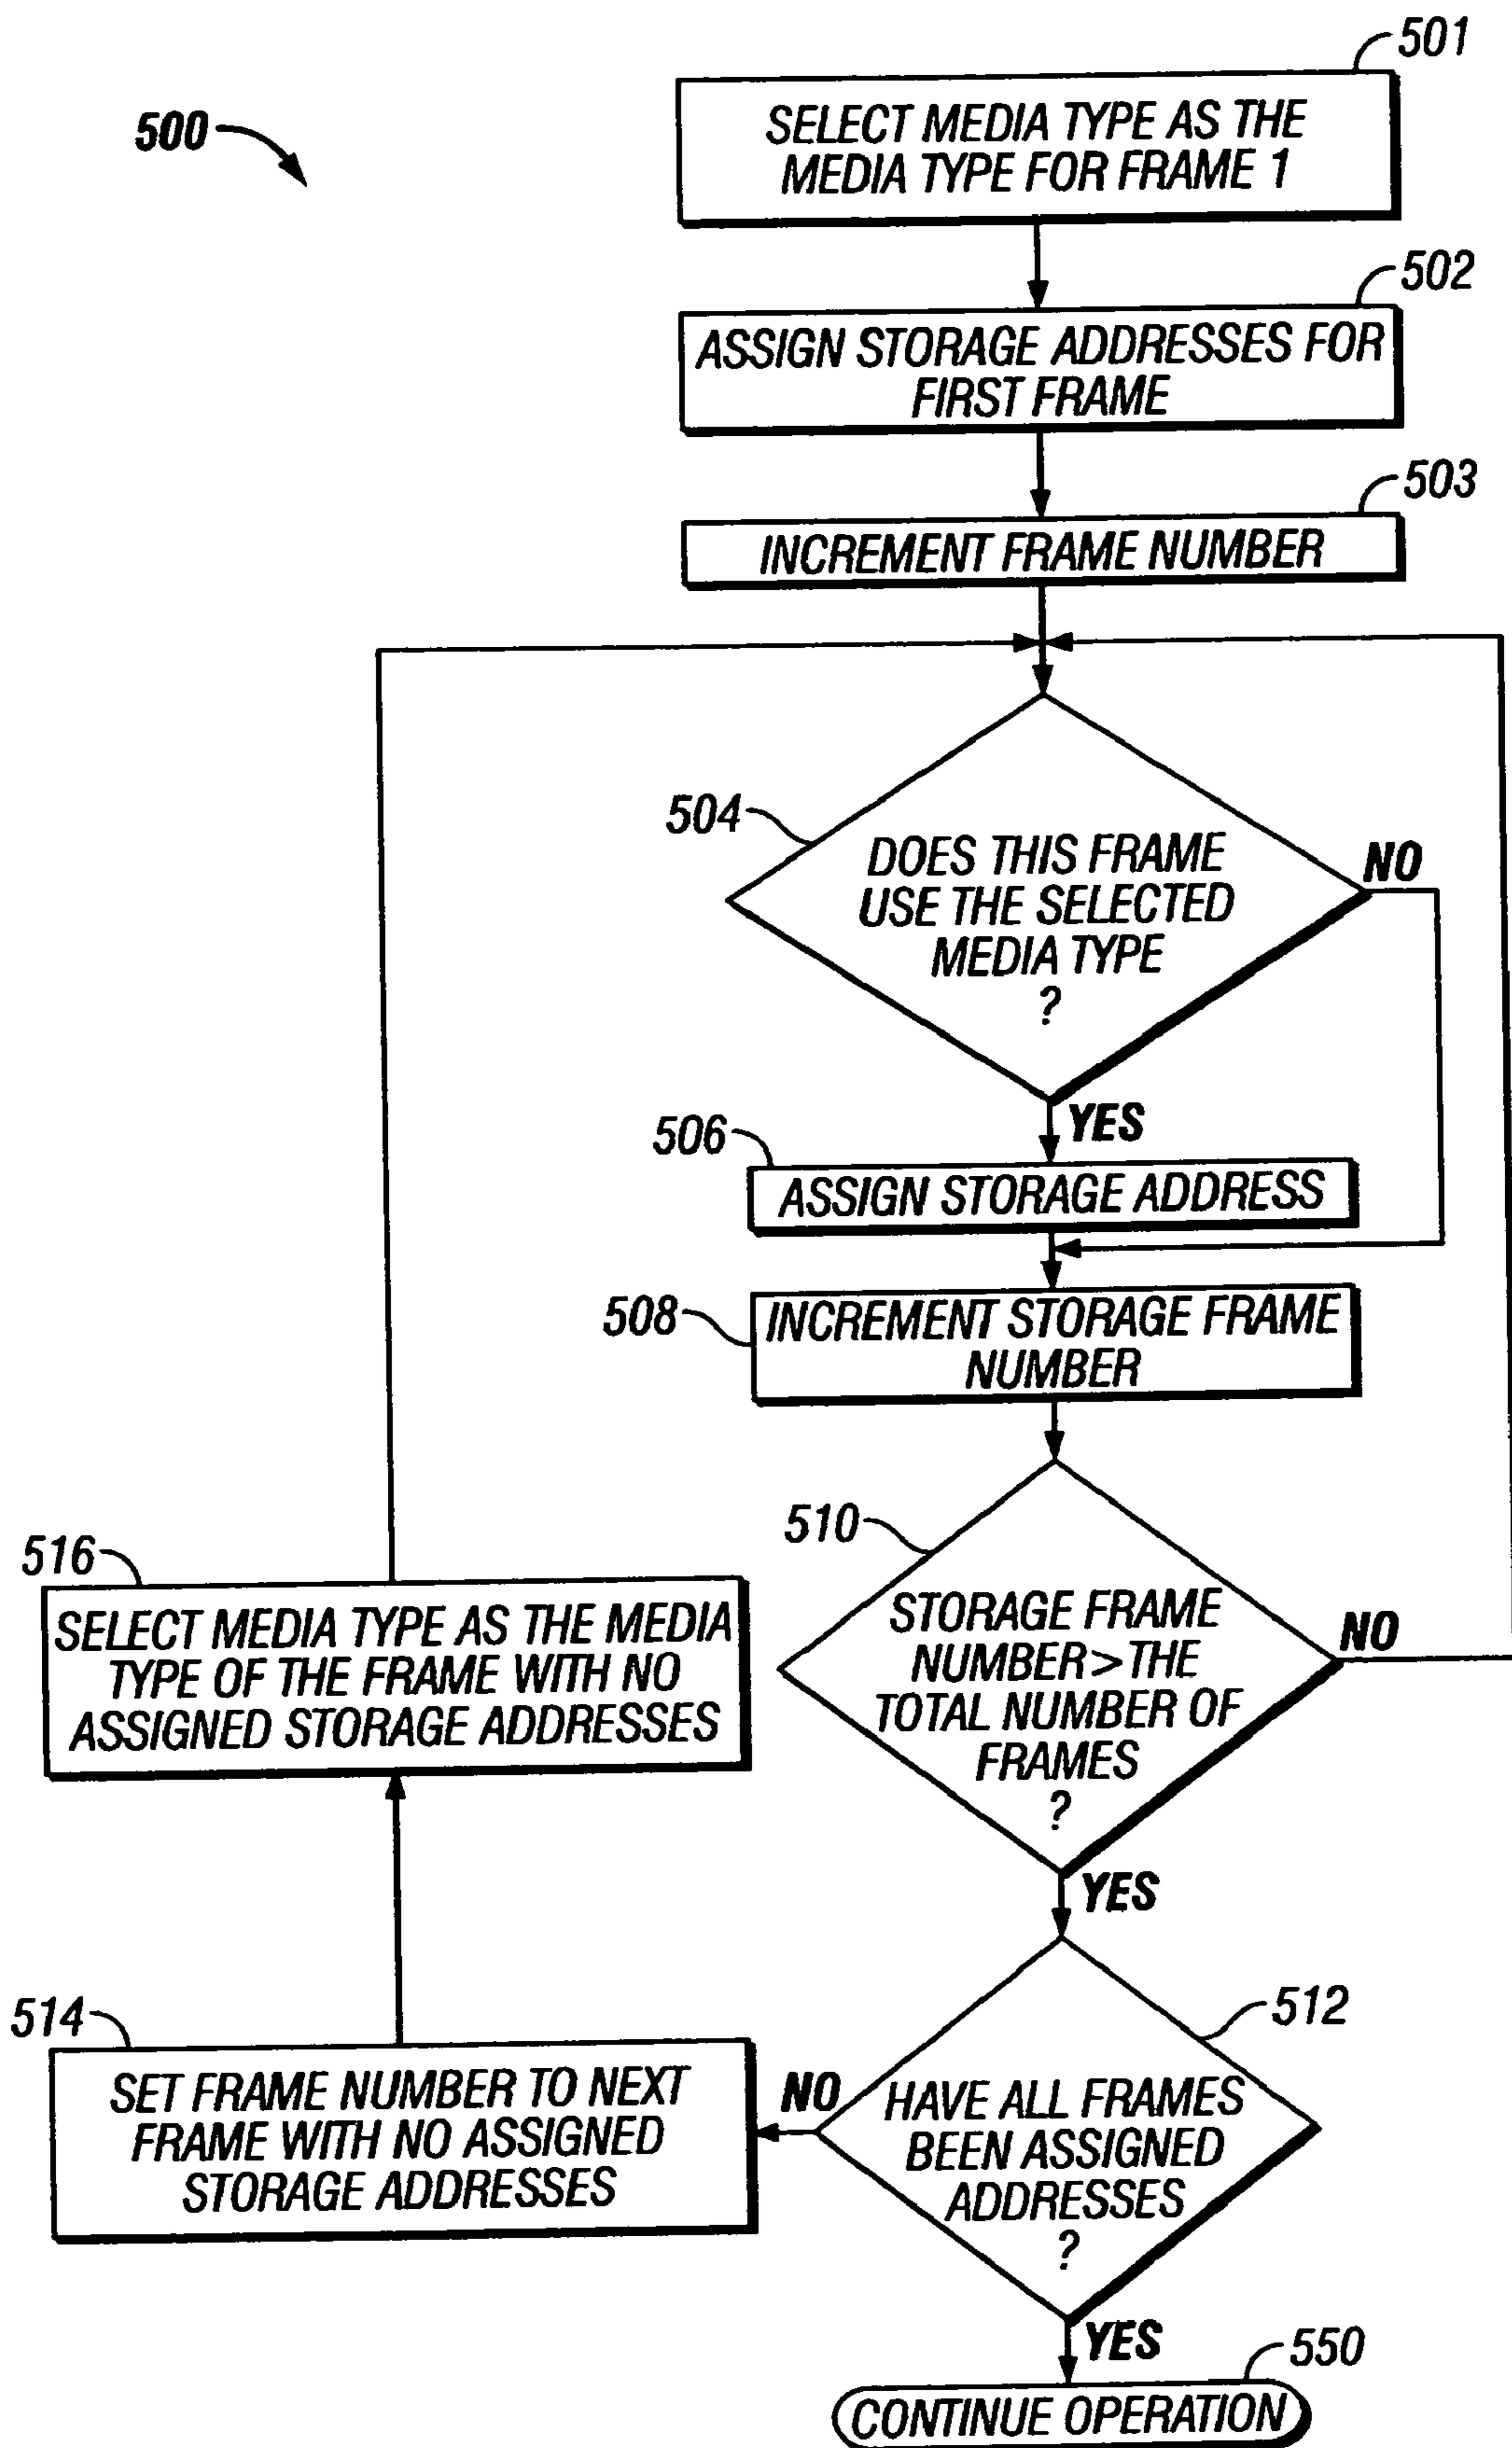 500
501
SELECT MEDIA TYPE AS THE
MEDIA TYPE FOR FRAME 1
502
ASSIGN STORAGE ADDRESSES FOR
FIRST FRAME
503
INCREMENT FRAME NUMBER
504
DOES THIS FRAME
USE THE SELECTED
MEDIA TYPE
?
NO
YES
506
ASSIGN STORAGE ADDRESS
508
INCREMENT STORAGE FRAME
NUMBER
510
STORAGE FRAME
NUMBER>THE
TOTAL NUMBER OF
FRAMES
?
NO
YES
512
HAVE ALL FRAMES
BEEN ASSIGNED
ADDRESSES
?
NO
514
SET FRAME NUMBER TO NEXT
FRAME WITH NO ASSIGNED
STORAGE ADDRESSES
516
SELECT MEDIA TYPE AS THE MEDIA
TYPE OF THE FRAME WITH NO
ASSIGNED STORAGE ADDRESSES
YES
550
CONTINUE OPERATION